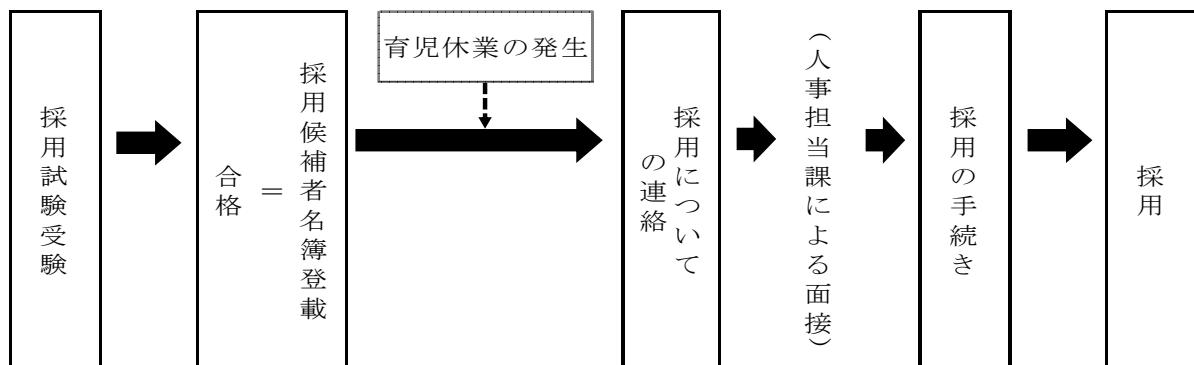 採用試験受験
合格
＝
採用候補者名簿登載
育児休業の発生
採用について
の連絡
（人事担当課による面接）
採用の手続き
採用